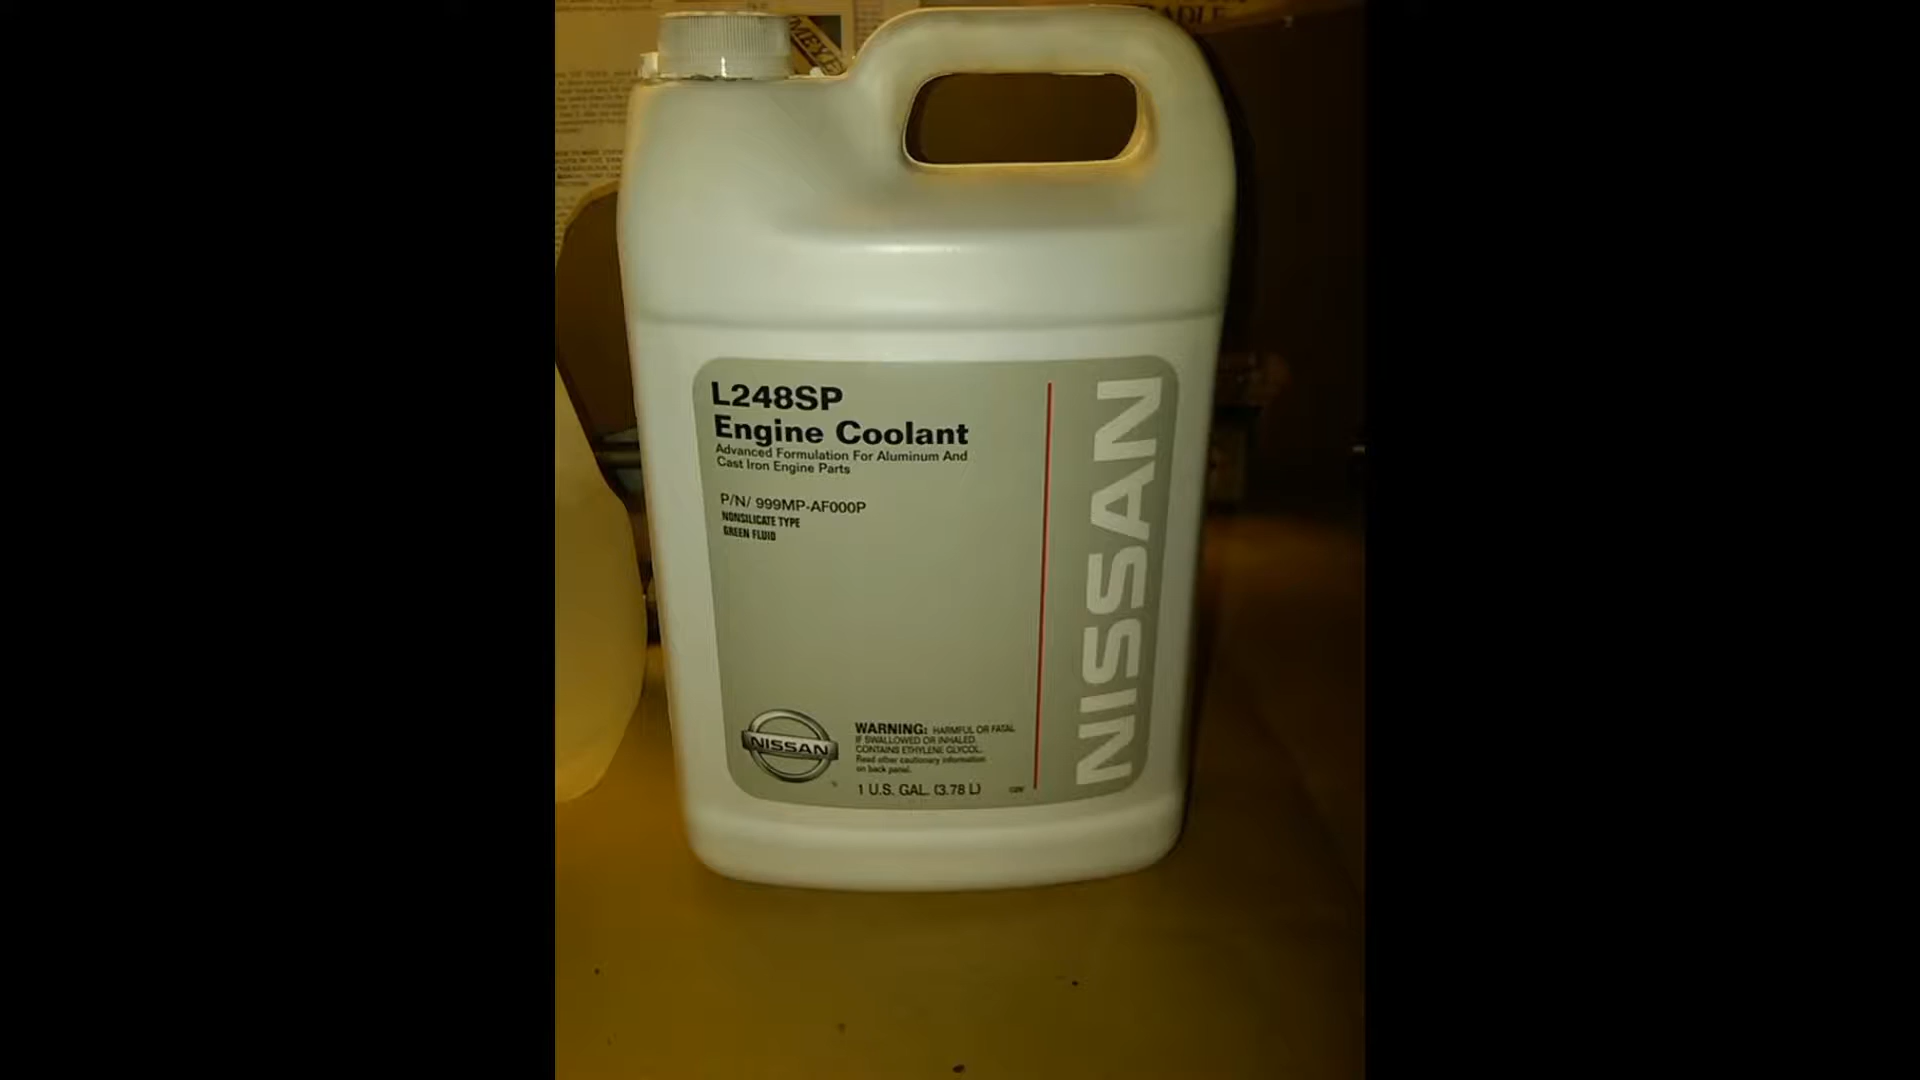 MEYE
ADLE
L248SP
Engine Coolant
Advanced Formulation For Aluminum And
Cast Iron Engine Parts
P/N/ 999MP-AF000P
NONSILICATE TYPE
GREEN FLUID
NISSAN
NISSAN
WARNING: HARMFUL OR FATAL
IF SWALLOWED OR INHALED.
CONTAINS ETHYLENE GLYCOL.
Read other cautionary information
on back panel.
1 U.S. GAL. (3.78 L)